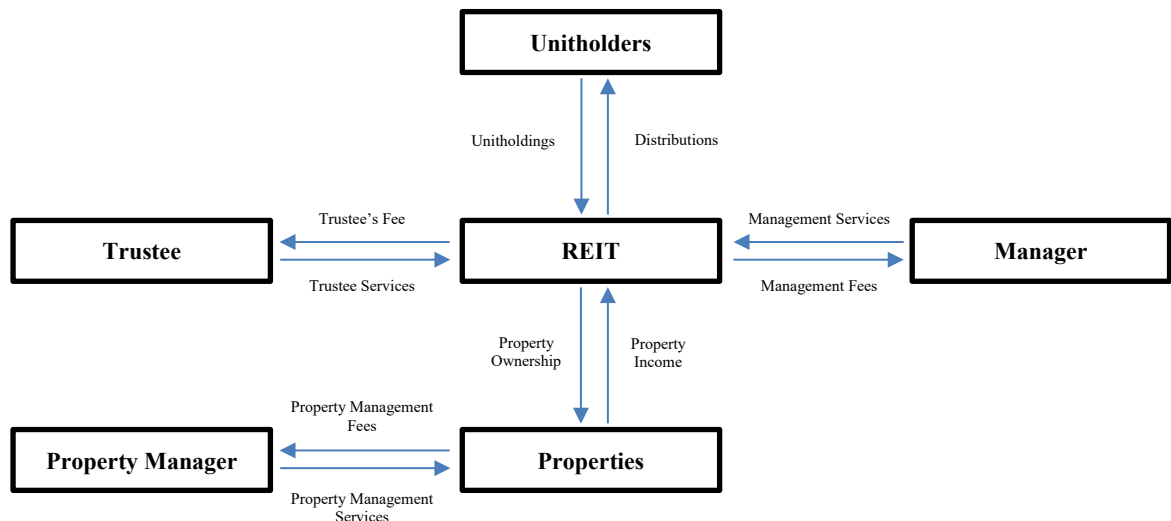 Unitholders
Unitholdings
Distributions
Trustee’s Fee
Management Services
Trustee
REIT
Manager
Trustee Services
Management Fees
Property
Ownership
Property
Income
Property Management
Fees
Property Manager
Properties
Property Management
Services